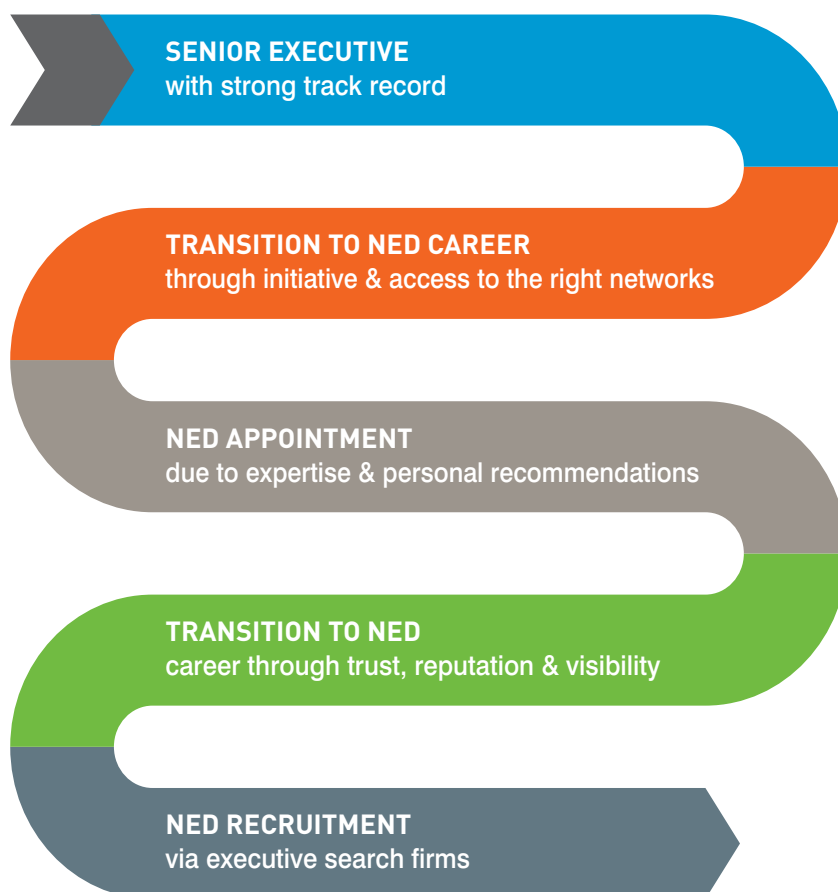 SENIOR EXECUTIVE
with strong track record
TRANSITION TO NED CAREER
through initiative & access to the right networks
NED APPOINTMENT
due to expertise & personal recommendations
TRANSITION TO NED
career through trust, reputation & visibility
NED RECRUITMENT
via executive search firms